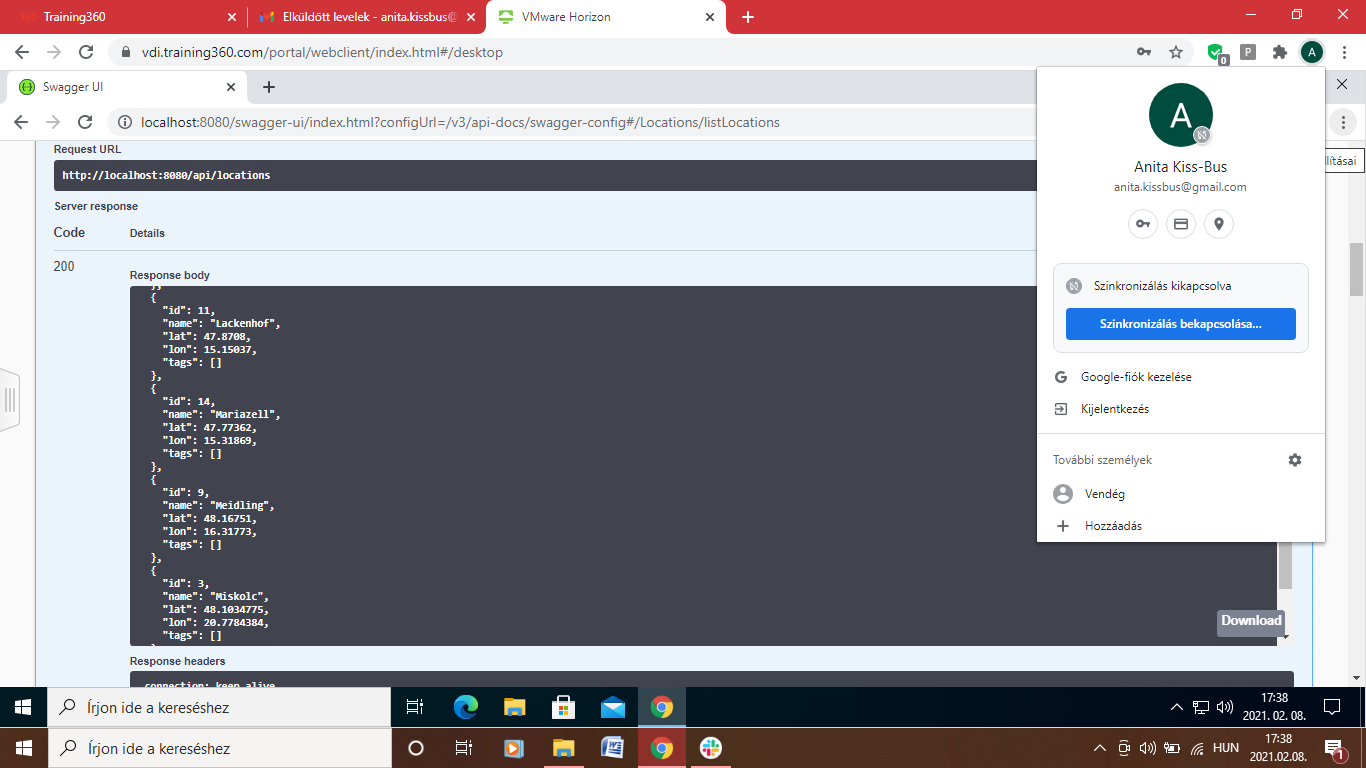 Training360
Elküldött levelek - anita.kissbus@
VMware Horizon
vdi.training360.com/portal/webclient/index.html#/desktop
P
0
A
Swagger UI
localhost:8080/swagger-ui/index.html?configUrl=/v3/api-docs/swagger-config#/Locations/listLocations
Request URL
http://localhost:8080/api/locations
Server response
Code
Details
200
Response body
},
{
"id": 11,
"name": "Lackenhof",
"lat": 47.8708,
"lon": 15.15037,
"tags": []
},
{
"id": 14,
"name": "Mariazell",
"lat": 47.77362,
"lon": 15.31869,
"tags": []
},
{
"id": 9,
"name": "Meidling",
"lat": 48.16751,
"lon": 16.31773,
"tags": []
},
{
"id": 3,
"name": "Miskolc",
"lat": 48.1034775,
"lon": 20.7784384,
"tags": []
Download
Response headers
connection: keep-alive
A
Anita Kiss-Bus
anita.kissbus@gmail.com
Szinkronizálás kikapcsolva
Szinkronizálás bekapcsolása...
G
Google-fiók kezelése
Kijelentkezés
További személyek
Vendég
Hozzáadás
llításai
Írjon ide a kereséshez
17:38
2021. 02. 08.
Írjon ide a kereséshez
W
HUN
17:38
2021.02.08.
1